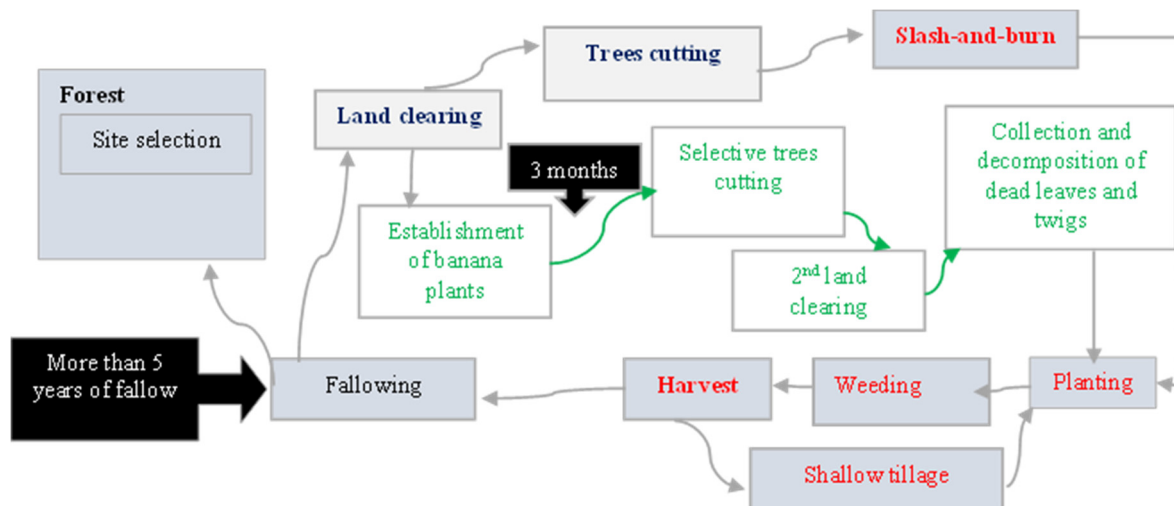 Slash-and-burn
Trees cutting
Forest
Site selection
Land clearing
3 months
Selective trees
cutting
Collection and
decomposition of
dead leaves and
twigs
Establishment
of banana
plants
2nd land
clearing
More than 5
years of fallow
Fallowing
Harvest
Weeding
Planting
Shallow tillage